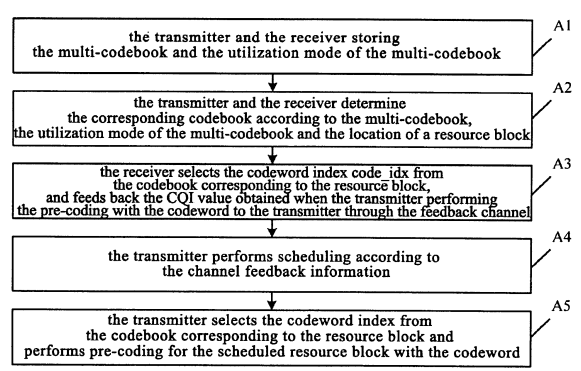 A1
the transmitter and the receiver storing
the multi-codebook and the utilization mode of the multi-codebook
A2
the transmitter and the receiver determine
the corresponding codebook according to the multi-codebook,
the utilization mode of the multi-codebook and the location of a resource block
A3
the receiver selects the codeword index code_idx from
the codebook corresponding to the resource block,
and feeds back the CQI value obtained when the transmitter performing
the pre-coding with the codeword to the transmitter through the feedback channel
A4
the transmitter performs scheduling according to
the channel feedback information
A5
the transmitter selects the codeword index from
the codebook corresponding to the resource block and
performs pre-coding for the scheduled resource block with the codeword